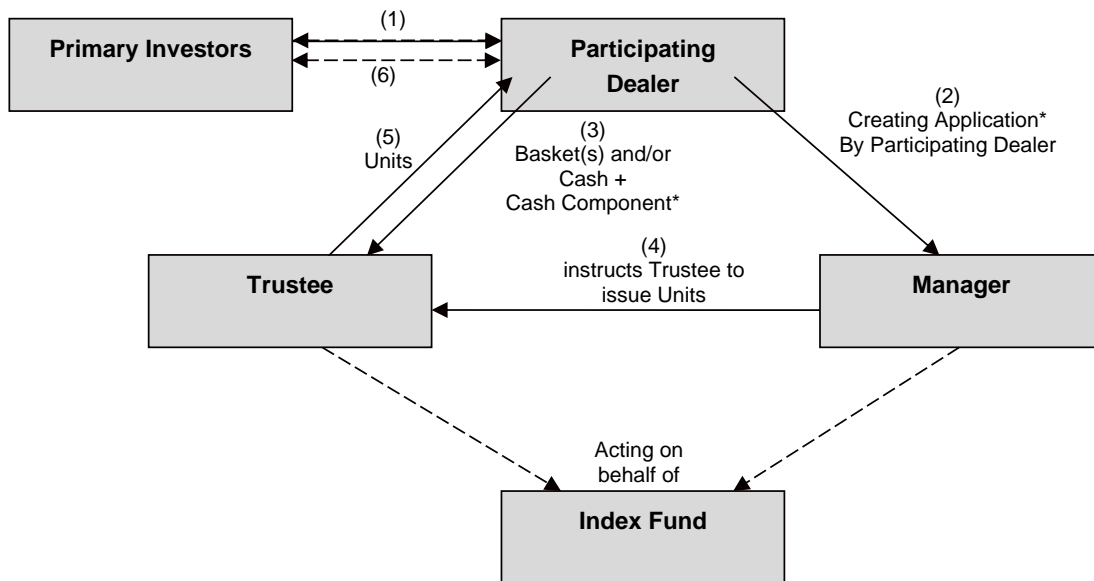 (1)
Primary Investors
Participating
Dealer
(6)
(2)
Creating Application*
By Participating Dealer
(5)
Units
(3)
Basket(s) and/or
Cash +
Cash Component*
(4)
instructs Trustee to
issue Units
Trustee
Manager
Acting on
behalf of
Index Fund